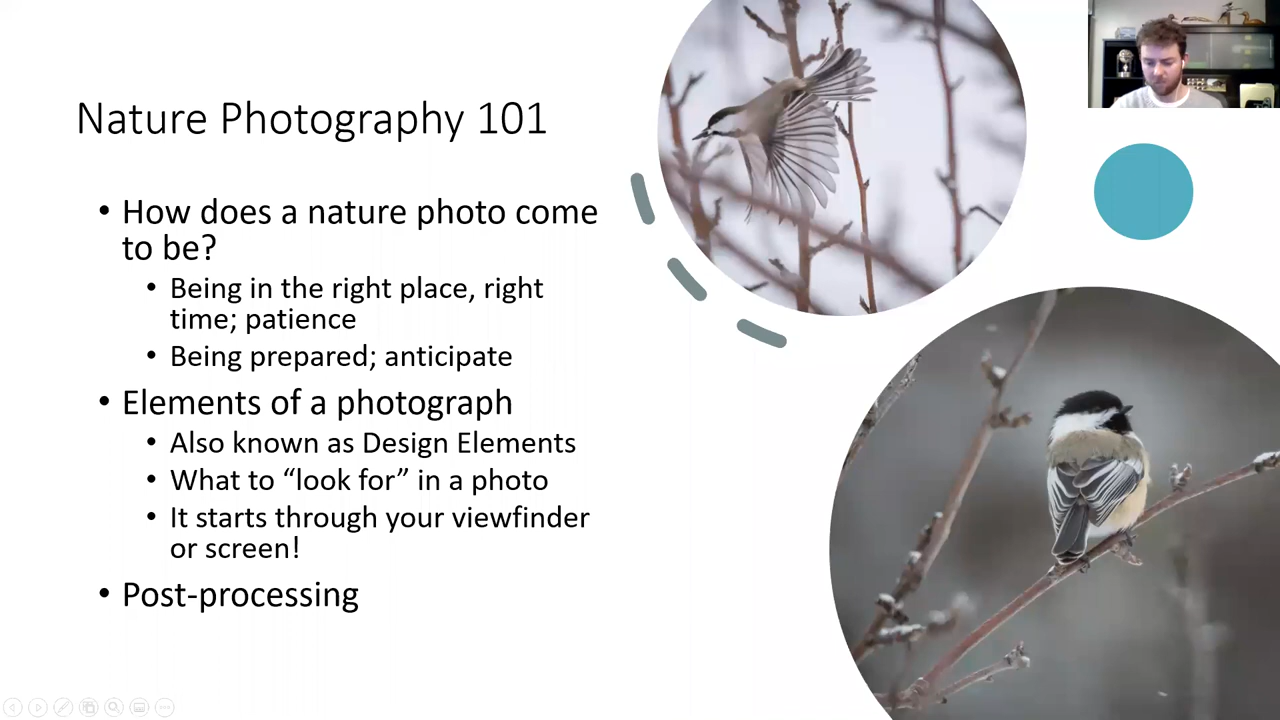 Nature Photography 101
• How does a nature photo come
to be?
• Being in the right place, right
time; patience
• Being prepared; anticipate
• Elements of a photograph
• Also known as Design Elements
• What to “look for” in a photo
• It starts through your viewfinder
or screen!
• Post-processing